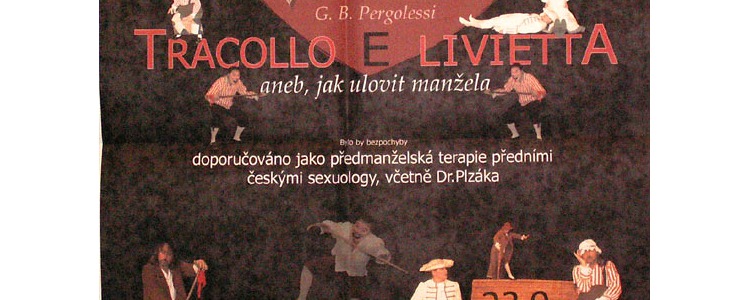 G. B. Pergolessi
TRACOLLO E LIVIETTA
aneb, jak ulovit manžela
Bylo by bezpochyby
doporučováno jako předmanželská terapie předními
českými sexuology, včetně Dr.Plzáka